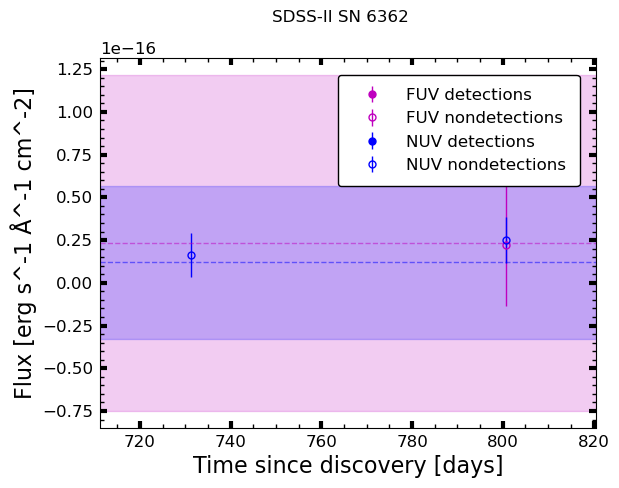 SDSS-II SN 6362
1e−16
1.25
1.00
0.75
0.50
0.25
0.00
−0.25
−0.50
−0.75
Flux [erg s^-1 Å^-1 cm^-2]
FUV detections
FUV nondetections
NUV detections
NUV nondetections
720 740 760 780 800 820
Time since discovery [days]